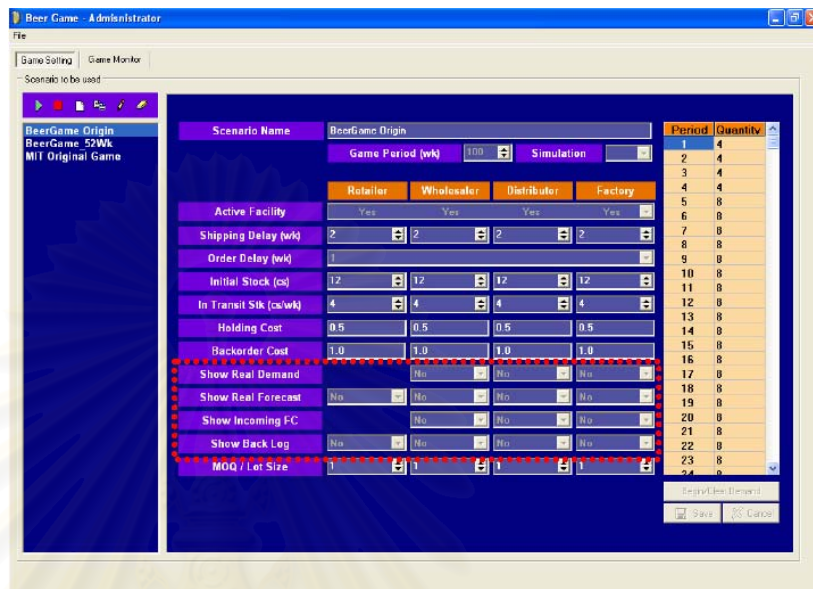 Beer Game - Admisnistrator
File
Game Setting Game Monitor
Scenario to be used
BeerGame Origin
BeerGame_52Wk
MIT Original Game
Scenario Name BeerGame Origin
Game Period (wk) 100 Simulation
Retailer Wholesaler Distributor Factory
Active Facility Yes Yes Yes Yes
Shipping Delay (wk) 2 2 2 2
Order Delay (wk) 1
Initial Stock (cs) 12 12 12 12
In Transit Stk (cs/wk) 4 4 4 4
Holding Cost 0.5 0.5 0.5 0.5
Backorder Cost 1.0 1.0 1.0 1.0
Show Real Demand No No No
Show Real Forecast No No No No
Show Incoming FC No No No
Show Back Log No No No No
MOQ / Lot Size 1 1 1 1
Period Quantity
1 4
2 4
3 4
4 4
5 8
6 8
7 8
8 8
9 8
10 8
11 8
12 8
13 8
14 8
15 8
16 8
17 8
18 8
19 8
20 8
21 8
22 8
23 8
24 8
Save Cancel